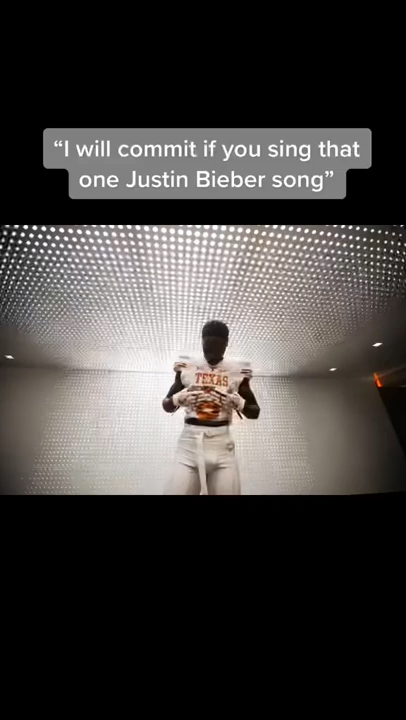 “I will commit if you sing that
one Justin Bieber song”
TEXAS